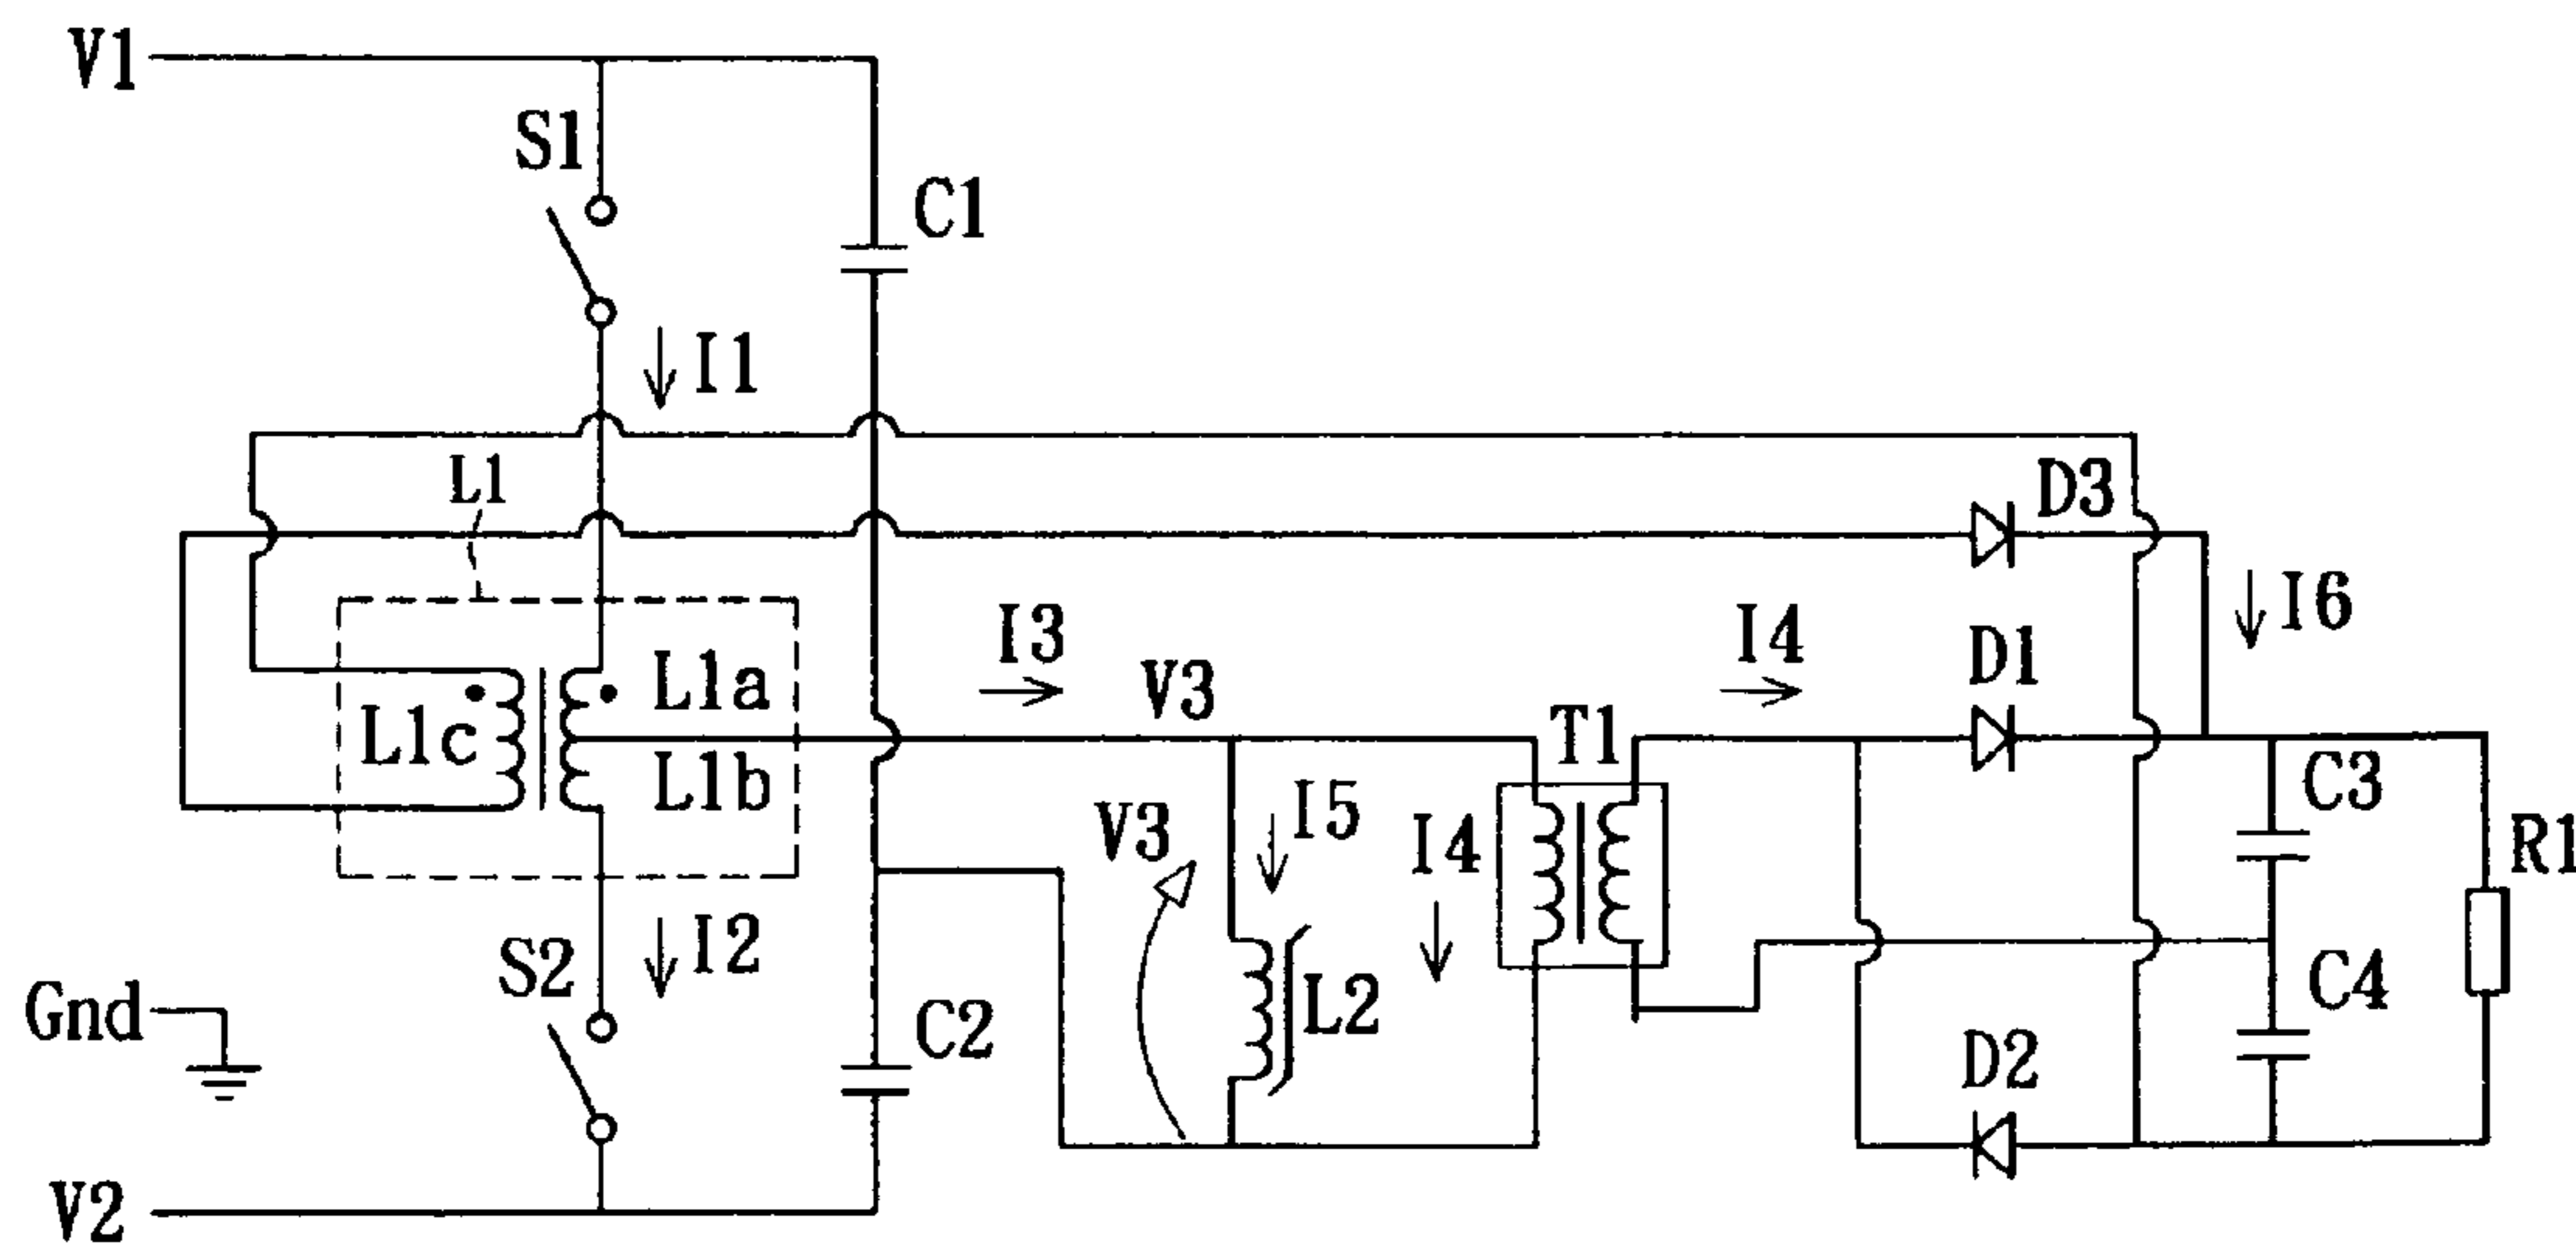 V1
S1
C1
I1
L1
D3
I3
V3
I4
D1
I6
L1a
L1c
L1b
T1
V3
I5
I4
C3
R1
S2
I2
Gnd
C2
L2
C4
D2
V2